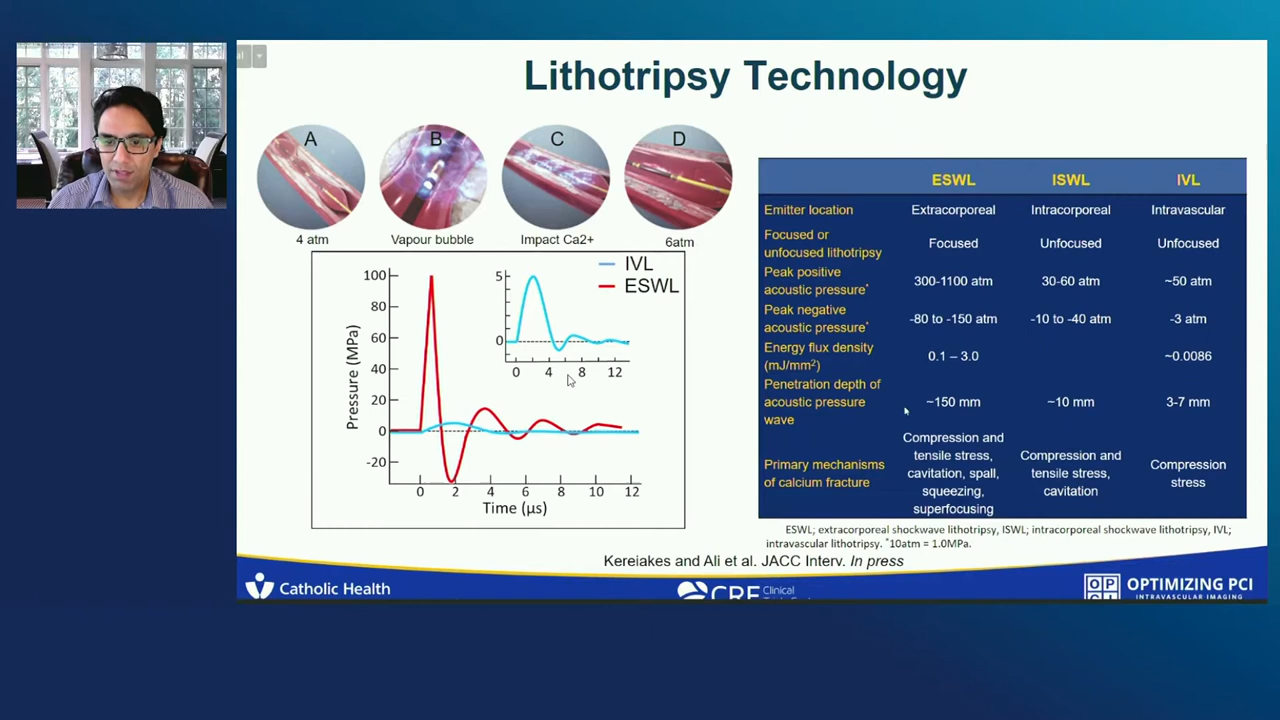 Lithotripsy Technology
A B C D
4 atm Vapour bubble Impact Ca2+ 6atm
IVL
ESWL
100
80
60
40
20
0
-20
Pressure (MPa)
5
0
0 4 8 12
0 2 4 6 8 10 12
Time (µs)
ESWL ISWL IVL
Emitter location Extracorporeal Intracorporeal Intravascular
Focused or
unfocused lithotripsy Focused Unfocused Unfocused
Peak positive
acoustic pressure* 300-1100 atm 30-60 atm ~50 atm
Peak negative
acoustic pressure* -80 to -150 atm -10 to -40 atm -3 atm
Energy flux density
(mJ/mm²) 0.1 – 3.0 ~0.0086
Penetration depth of
acoustic pressure
wave ~150 mm ~10 mm 3-7 mm
Primary mechanisms
of calcium fracture
Compression and
tensile stress,
cavitation, spall,
squeezing,
superfocusing
Compression and
tensile stress,
cavitation
Compression
stress
ESWL; extracorporeal shockwave lithotripsy, ISWL; intracorporeal shockwave lithotripsy, IVL;
intravascular lithotripsy. *10atm = 1.0MPa.
Kereiakes and Ali et al. JACC Interv. In press
Catholic Health
CRF Clinical
OP
OPTIMIZING PCI
INTRAVASCULAR IMAGING